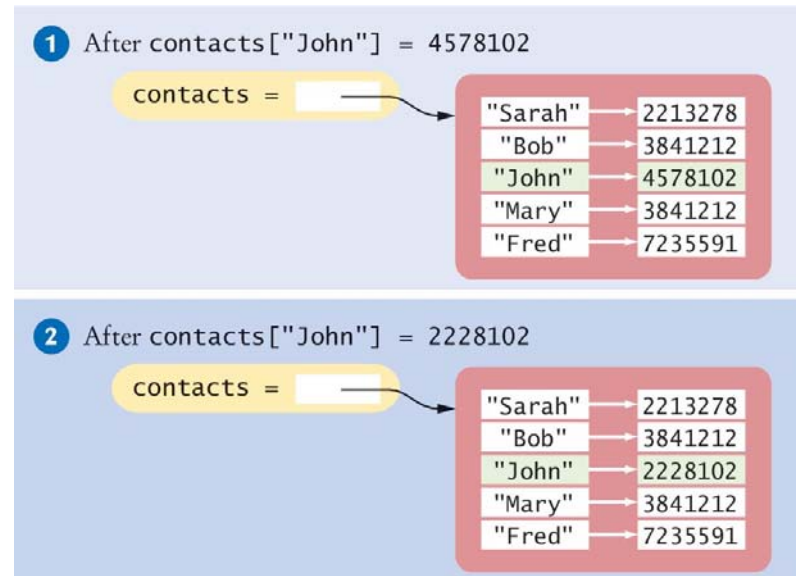 1 After contacts["John"] = 4578102
contacts =
"Sarah" 2213278
"Bob" 3841212
"John" 4578102
"Mary" 3841212
"Fred" 7235591
2 After contacts["John"] = 2228102
contacts =
"Sarah" 2213278
"Bob" 3841212
"John" 2228102
"Mary" 3841212
"Fred" 7235591